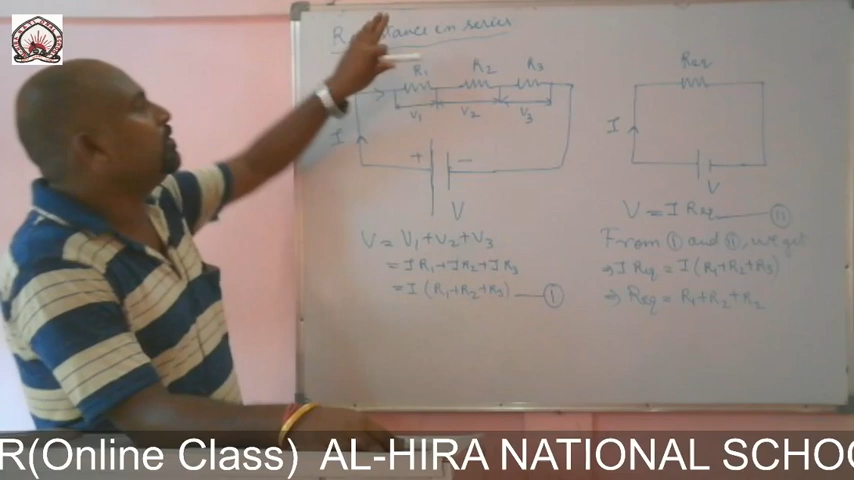 Resistance in series
R₁ R₂ R₃
V₁ V₂ V₃
I
+ −
V
V = V₁+V₂+V₃
= IR₁+IR₂+IR₃
= I (R₁+R₂+R₃) — ①
Req
I
V
V = I Req — ⑪
From ① and ⑪, we get
⇒ I Req = I (R₁+R₂+R₃)
⇒ Req = R₁+R₂+R₂
R(Online Class) AL-HIRA NATIONAL SCHOO